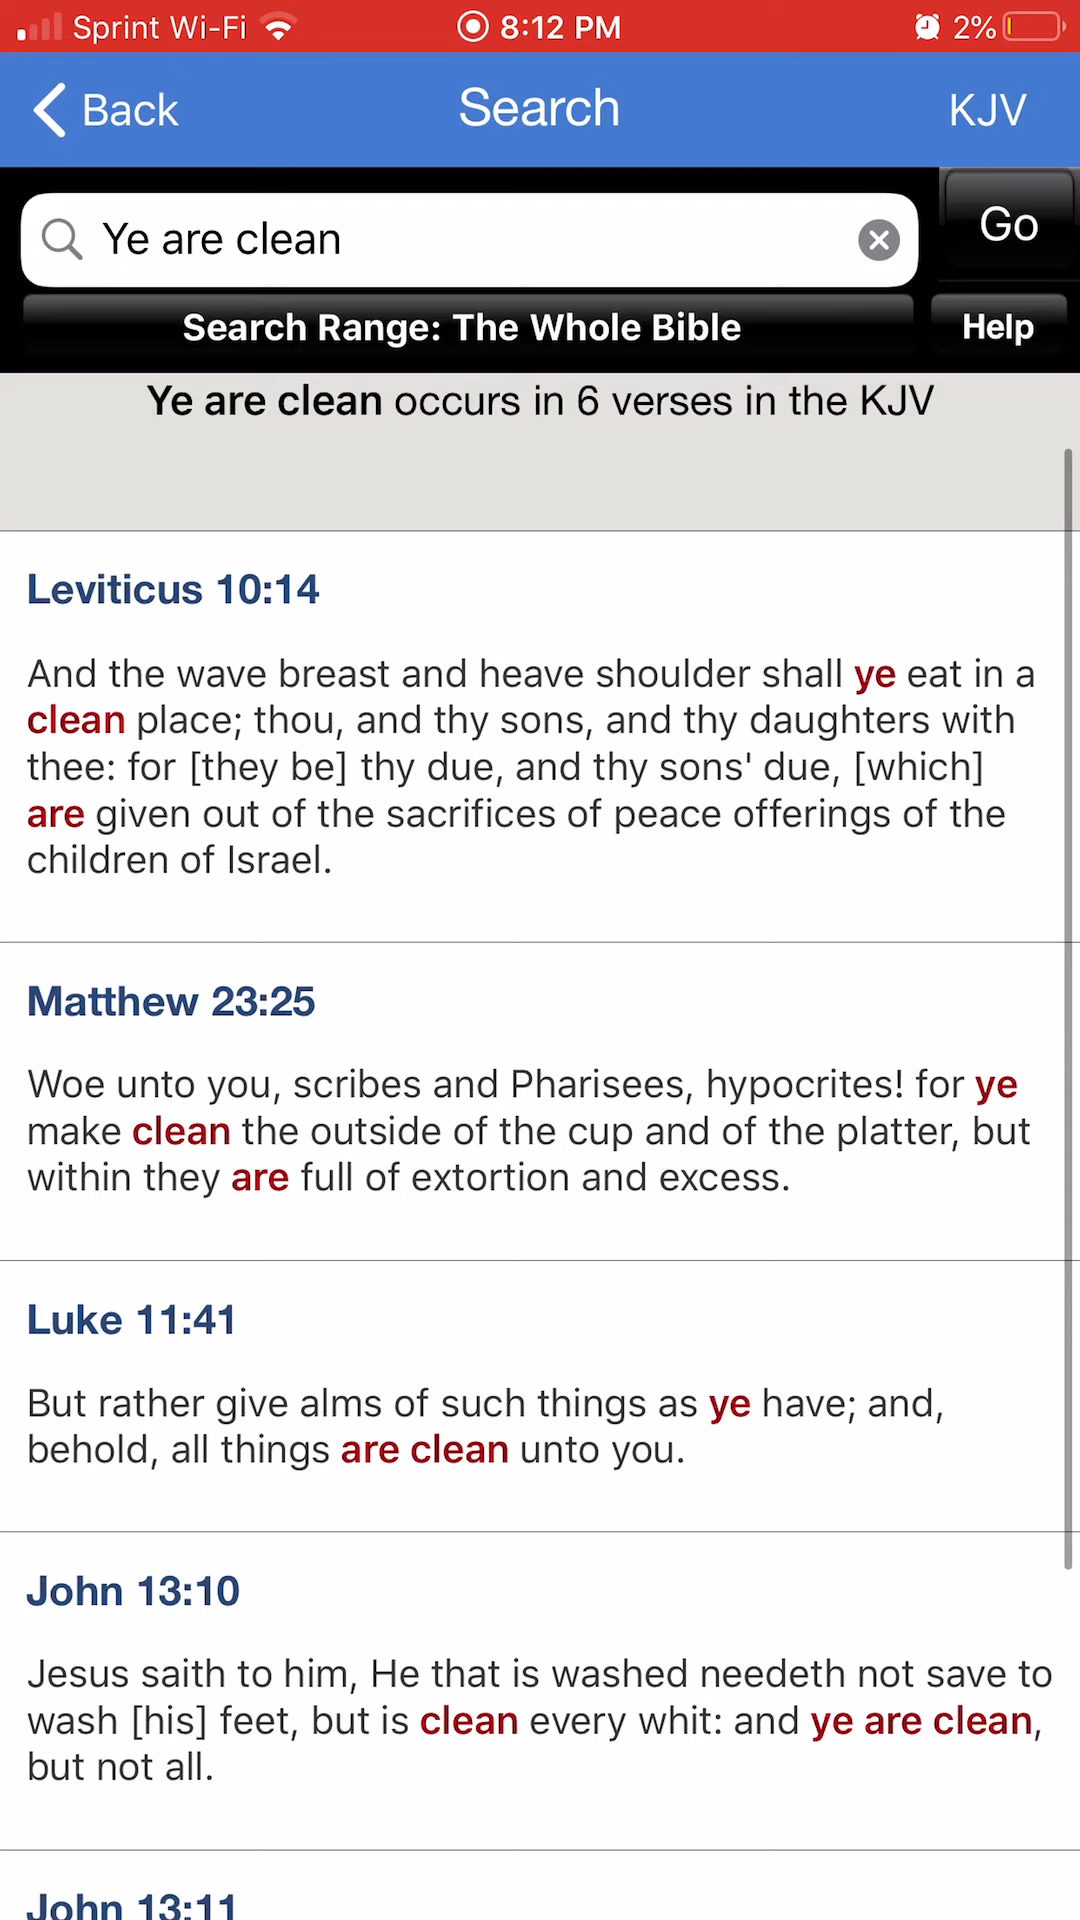 Sprint Wi-Fi 8:12 PM 2%
Back Search KJV
Ye are clean Go
Search Range: The Whole Bible Help
Ye are clean occurs in 6 verses in the KJV
Leviticus 10:14
And the wave breast and heave shoulder shall ye eat in a
clean place; thou, and thy sons, and thy daughters with
thee: for [they be] thy due, and thy sons' due, [which]
are given out of the sacrifices of peace offerings of the
children of Israel.
Matthew 23:25
Woe unto you, scribes and Pharisees, hypocrites! for ye
make clean the outside of the cup and of the platter, but
within they are full of extortion and excess.
Luke 11:41
But rather give alms of such things as ye have; and,
behold, all things are clean unto you.
John 13:10
Jesus saith to him, He that is washed needeth not save to
wash [his] feet, but is clean every whit: and ye are clean,
but not all.
John 13:11